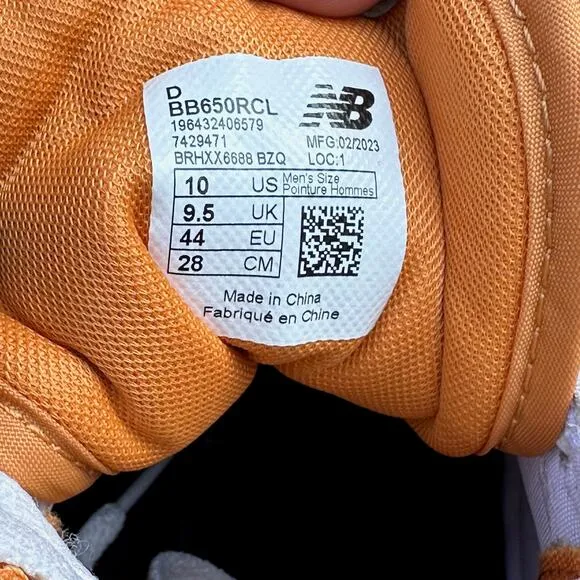 D
BB650RCL
NB
196432406579
7429471 MFG:02/2023
BRHXX6688 BZQ LOC:1
10 US Men's Size Pointure Hommes
9.5 UK
44 EU
28 CM
Made in China
Fabriqué en Chine